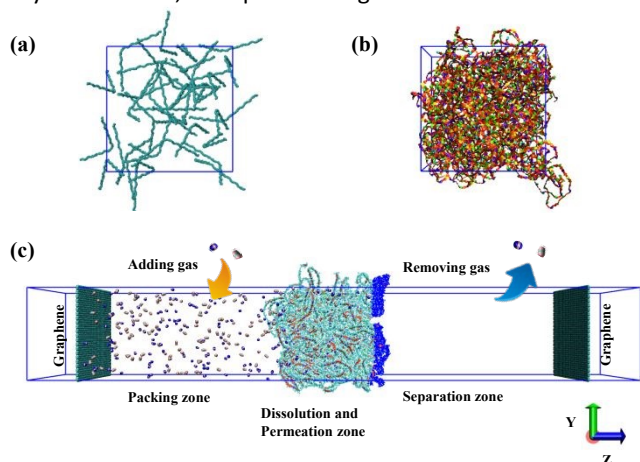 (a)
(b)
(c)
Adding gas
Removing gas
Graphene
Graphene
Packing zone
Dissolution and
Permeation zone
Separation zone
Y
Z